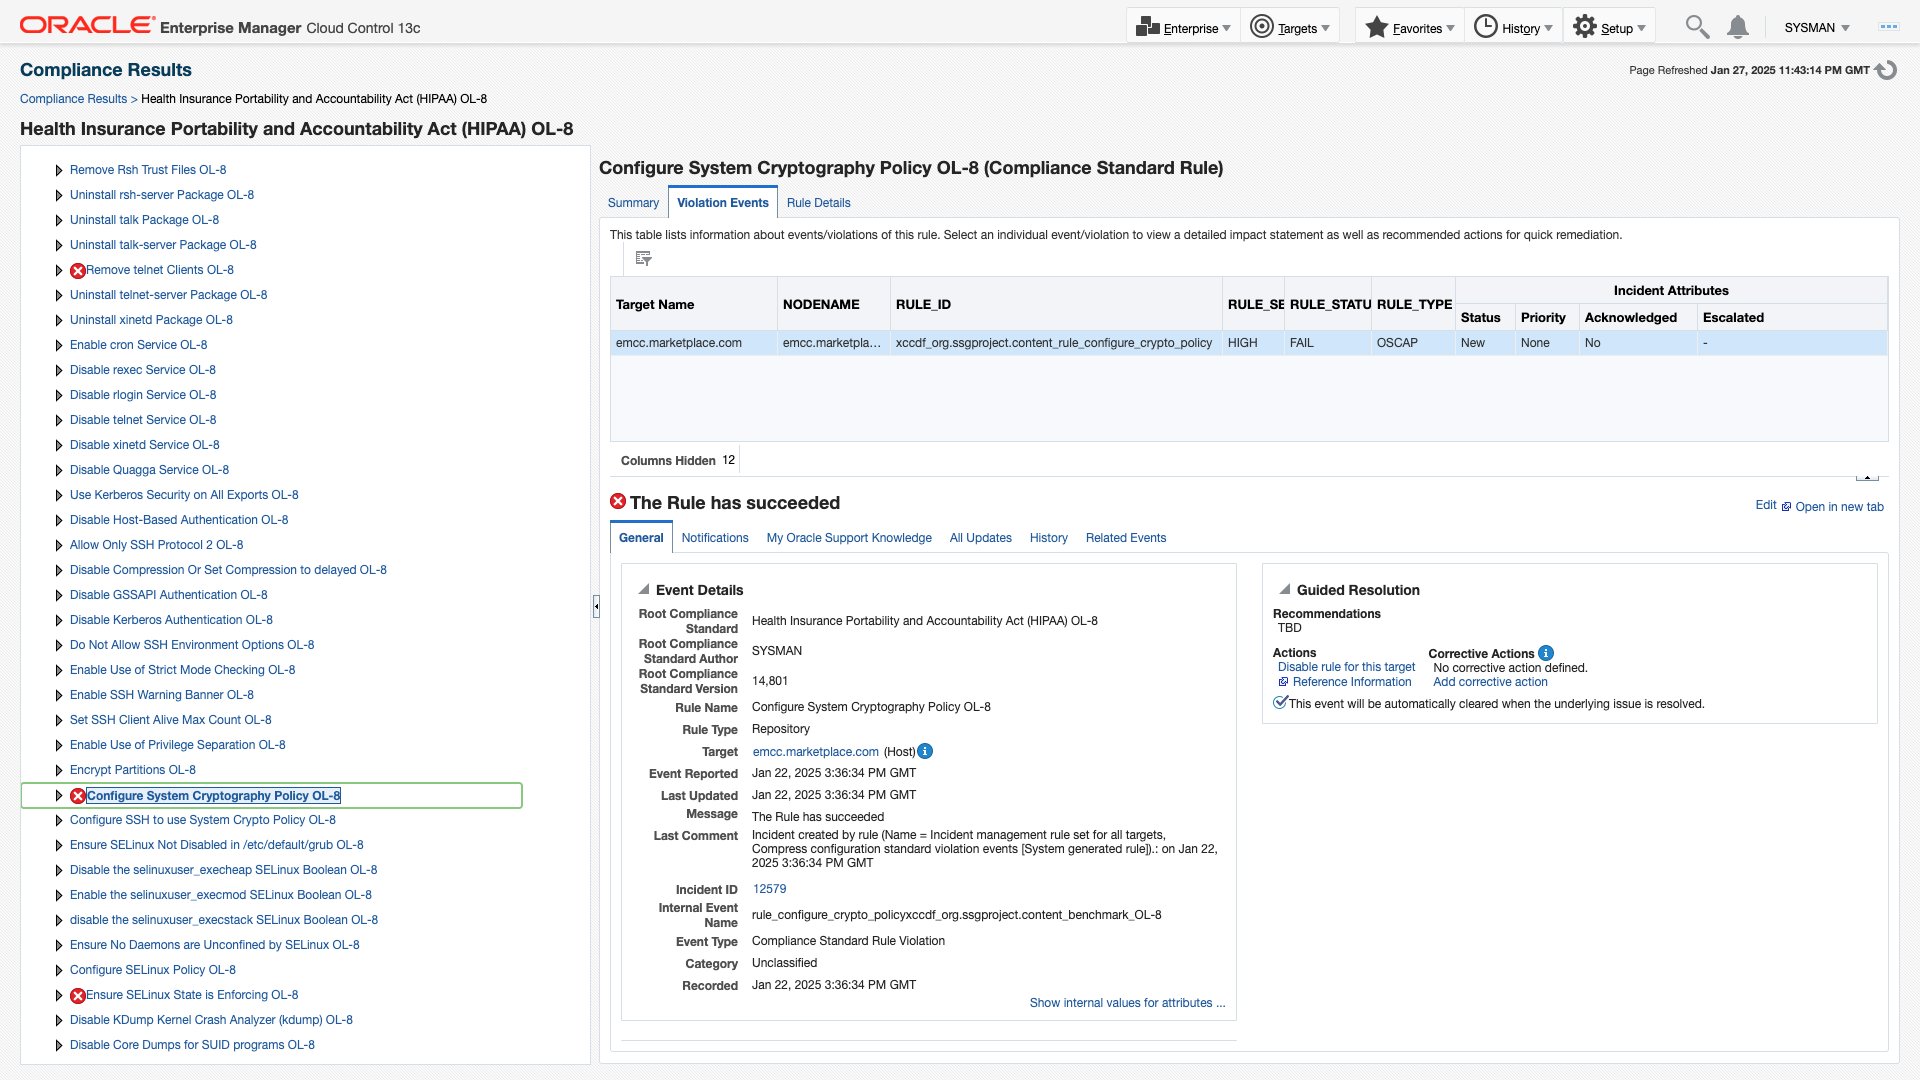 ORACLE Enterprise Manager Cloud Control 13c
Enterprise Targets Favorites History Setup SYSMAN
Compliance Results
Page Refreshed Jan 27, 2025 11:43:14 PM GMT
Compliance Results > Health Insurance Portability and Accountability Act (HIPAA) OL-8
Health Insurance Portability and Accountability Act (HIPAA) OL-8
Remove Rsh Trust Files OL-8
Uninstall rsh-server Package OL-8
Uninstall talk Package OL-8
Uninstall talk-server Package OL-8
Remove telnet Clients OL-8
Uninstall telnet-server Package OL-8
Uninstall xinetd Package OL-8
Enable cron Service OL-8
Disable rexec Service OL-8
Disable rlogin Service OL-8
Disable telnet Service OL-8
Disable xinetd Service OL-8
Disable Quagga Service OL-8
Use Kerberos Security on All Exports OL-8
Disable Host-Based Authentication OL-8
Allow Only SSH Protocol 2 OL-8
Disable Compression Or Set Compression to delayed OL-8
Disable GSSAPI Authentication OL-8
Disable Kerberos Authentication OL-8
Do Not Allow SSH Environment Options OL-8
Enable Use of Strict Mode Checking OL-8
Enable SSH Warning Banner OL-8
Set SSH Client Alive Max Count OL-8
Enable Use of Privilege Separation OL-8
Encrypt Partitions OL-8
Configure System Cryptography Policy OL-8
Configure SSH to use System Crypto Policy OL-8
Ensure SELinux Not Disabled in /etc/default/grub OL-8
Disable the selinuxuser_execheap SELinux Boolean OL-8
Enable the selinuxuser_execmod SELinux Boolean OL-8
disable the selinuxuser_execstack SELinux Boolean OL-8
Ensure No Daemons are Unconfined by SELinux OL-8
Configure SELinux Policy OL-8
Ensure SELinux State is Enforcing OL-8
Disable KDump Kernel Crash Analyzer (kdump) OL-8
Disable Core Dumps for SUID programs OL-8
Configure System Cryptography Policy OL-8 (Compliance Standard Rule)
Summary Violation Events Rule Details
This table lists information about events/violations of this rule. Select an individual event/violation to view a detailed impact statement as well as recommended actions for quick remediation.
Incident Attributes
Target Name NODENAME RULE_ID RULE_SE RULE_STATU RULE_TYPE Status Priority Acknowledged Escalated
emcc.marketplace.com emcc.marketpla... xccdf_org.ssgproject.content_rule_configure_crypto_policy HIGH FAIL OSCAP New None No -
Columns Hidden 12
The Rule has succeeded
Edit Open in new tab
General Notifications My Oracle Support Knowledge All Updates History Related Events
Event Details
Root Compliance Standard Health Insurance Portability and Accountability Act (HIPAA) OL-8
Root Compliance Standard Author SYSMAN
Root Compliance Standard Version 14,801
Rule Name Configure System Cryptography Policy OL-8
Rule Type Repository
Target emcc.marketplace.com (Host)
Event Reported Jan 22, 2025 3:36:34 PM GMT
Last Updated Jan 22, 2025 3:36:34 PM GMT
Message The Rule has succeeded
Last Comment Incident created by rule (Name = Incident management rule set for all targets,
Compress configuration standard violation events [System generated rule]).: on Jan 22,
2025 3:36:34 PM GMT
Incident ID 12579
Internal Event Name rule_configure_crypto_policyxccdf_org.ssgproject.content_benchmark_OL-8
Event Type Compliance Standard Rule Violation
Category Unclassified
Recorded Jan 22, 2025 3:36:34 PM GMT
Show internal values for attributes ...
Guided Resolution
Recommendations
TBD
Actions
Disable rule for this target
Reference Information
Corrective Actions
No corrective action defined.
Add corrective action
This event will be automatically cleared when the underlying issue is resolved.